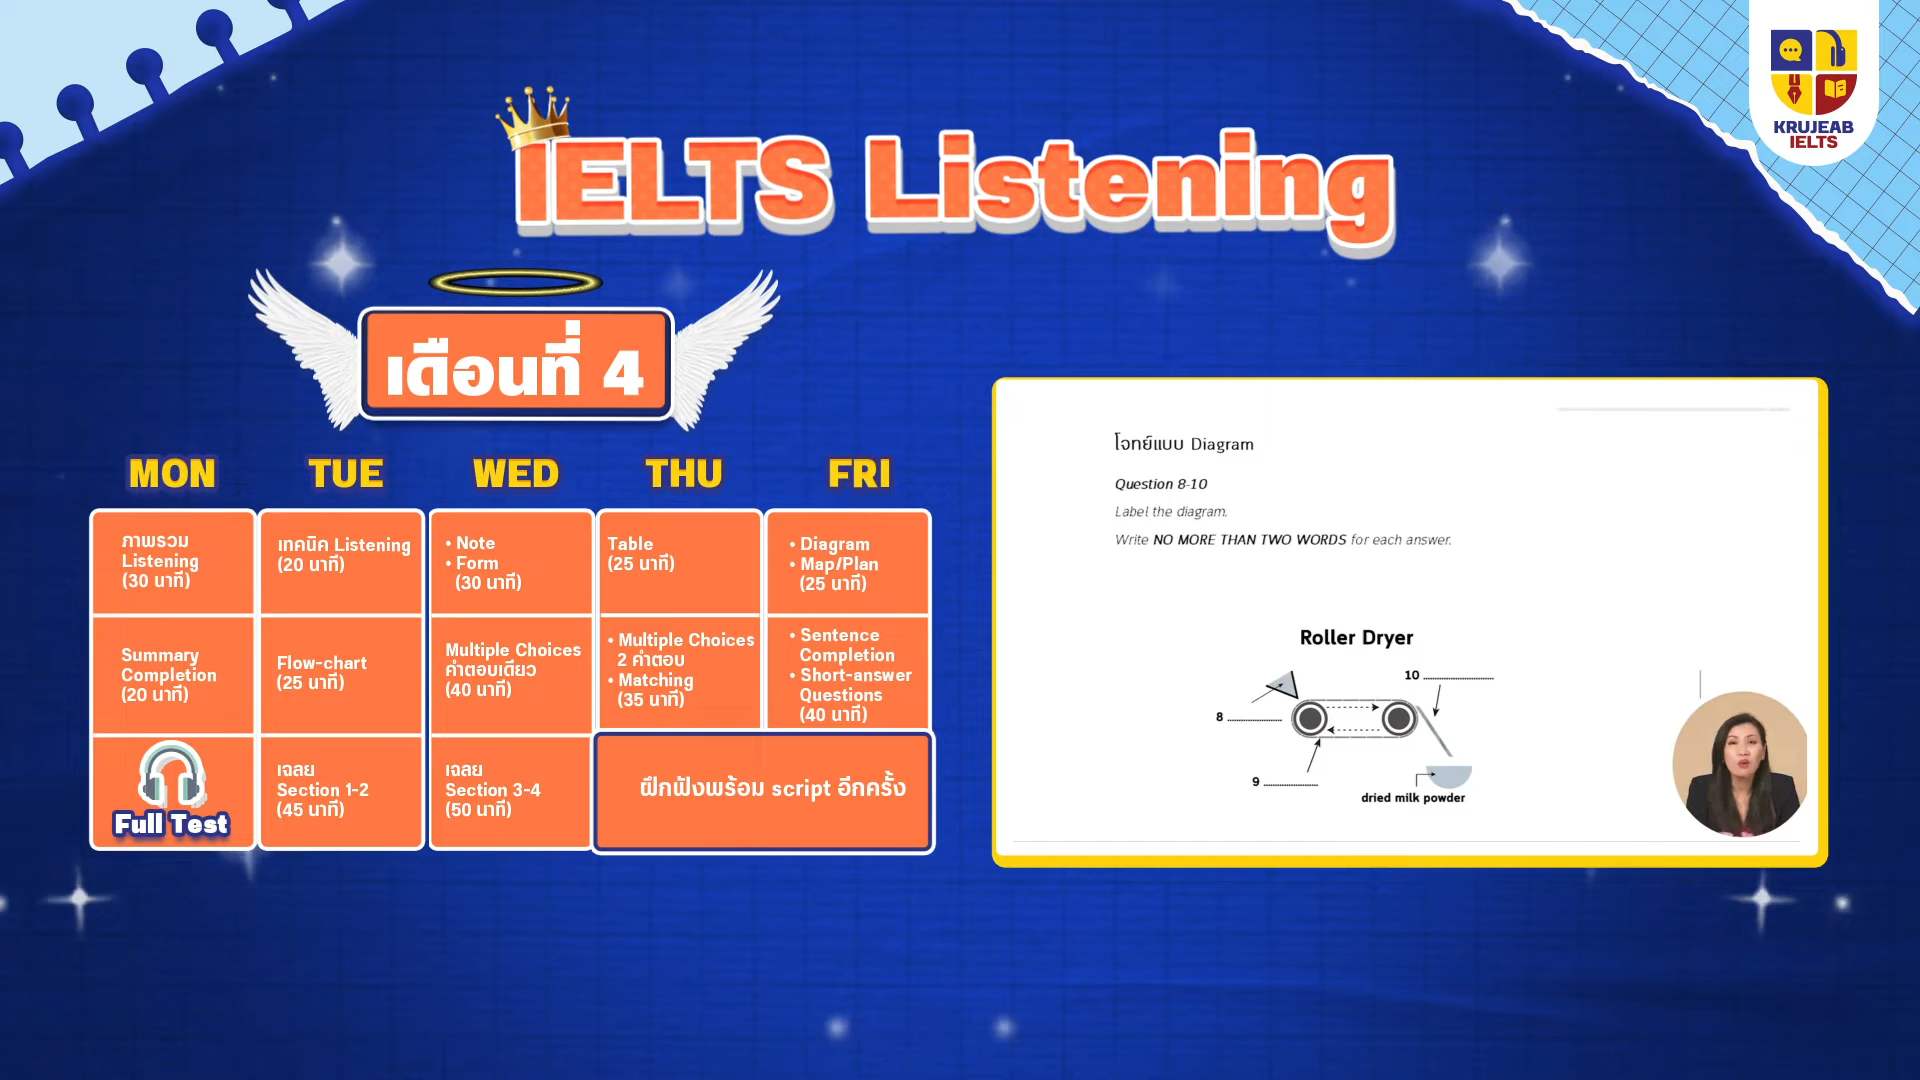 KRUJEAB
IELTS
IELTS Listening
เดือนที่ 4
MON TUE WED THU FRI
ภาพรวม
Listening
(30 นาที)
เทคนิค Listening
(20 นาที)
• Note
• Form
(30 นาที)
Table
(25 นาที)
• Diagram
• Map/Plan
(25 นาที)
Summary
Completion
(20 นาที)
Flow-chart
(25 นาที)
Multiple Choices
คำตอบเดียว
(40 นาที)
• Multiple Choices
2 คำตอบ
• Matching
(35 นาที)
• Sentence
Completion
• Short-answer
Questions
(40 นาที)
Full Test
เฉลย
Section 1-2
(45 นาที)
เฉลย
Section 3-4
(50 นาที)
ฝึกฟังพร้อม script อีกครั้ง
โจทย์แบบ Diagram
Question 8-10
Label the diagram.
Write NO MORE THAN TWO WORDS for each answer.
Roller Dryer
10 ....................
8 ....................
9 ....................
dried milk powder